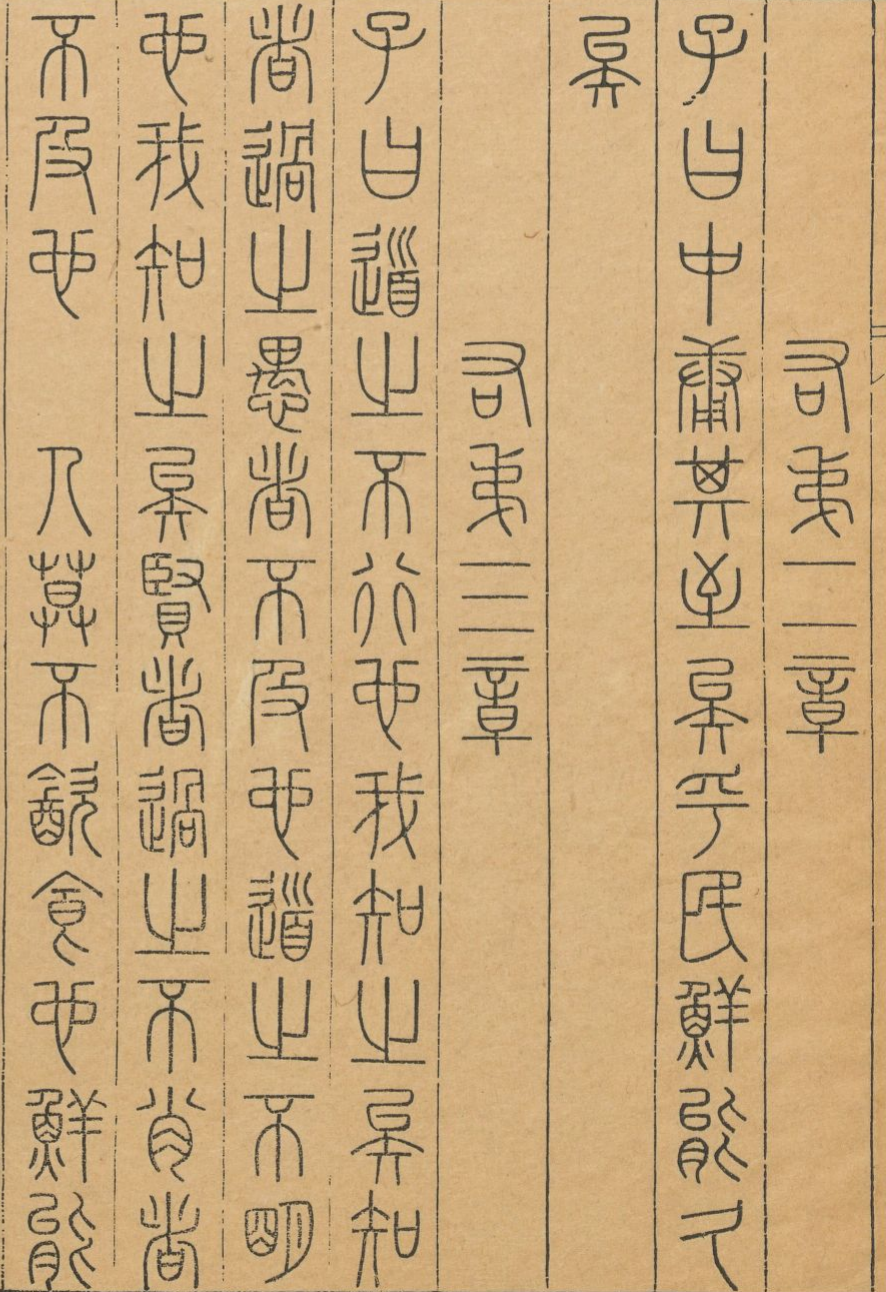 右弟二章
子曰中庸其至矣乎民鮮能久
矣
右弟三章
子曰道之不行也我知之矣知
者過之愚者不及也道之不明
也我知之矣賢者過之不肖者
不及也 人莫不飲食也鮮能